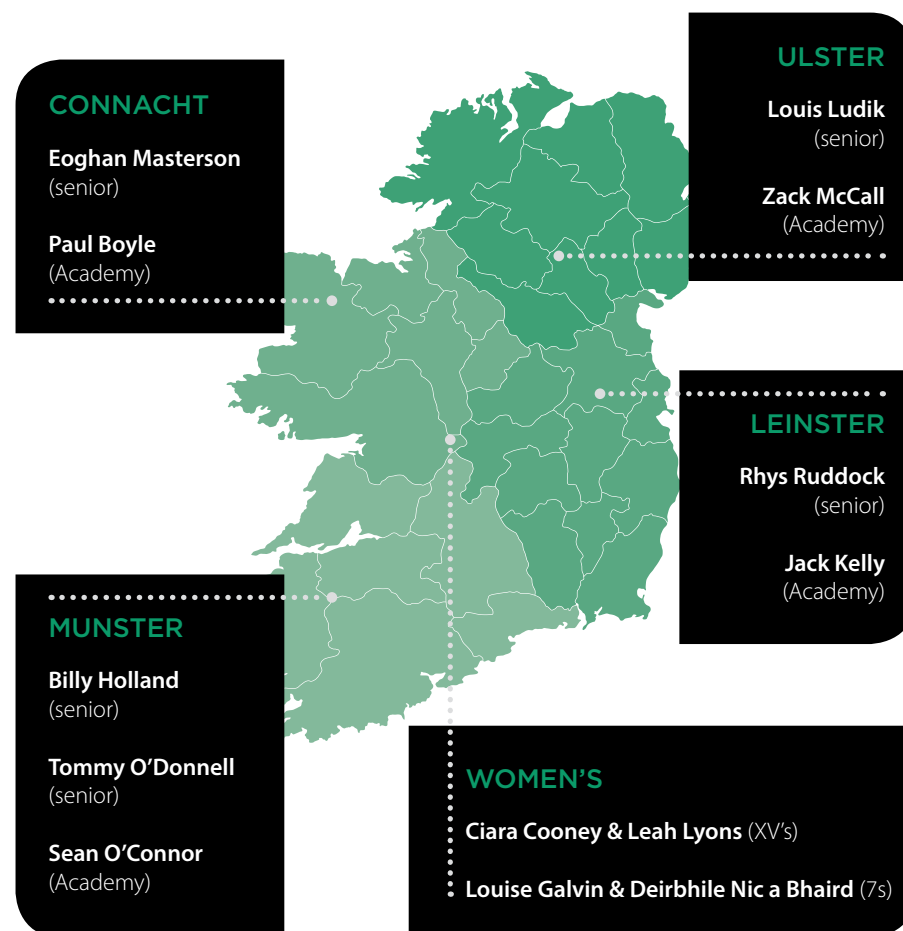 CONNACHT
Eoghan Masterson
(senior)
Paul Boyle
(Academy)
ULSTER
Louis Ludik
(senior)
Zack McCall
(Academy)
LEINSTER
Rhys Ruddock
(senior)
Jack Kelly
(Academy)
MUNSTER
Billy Holland
(senior)
Tommy O’Donnell
(senior)
Sean O’Connor
(Academy)
WOMEN’S
Ciara Cooney & Leah Lyons (XV’s)
Louise Galvin & Deirbhile Nic a Bhaird (7s)